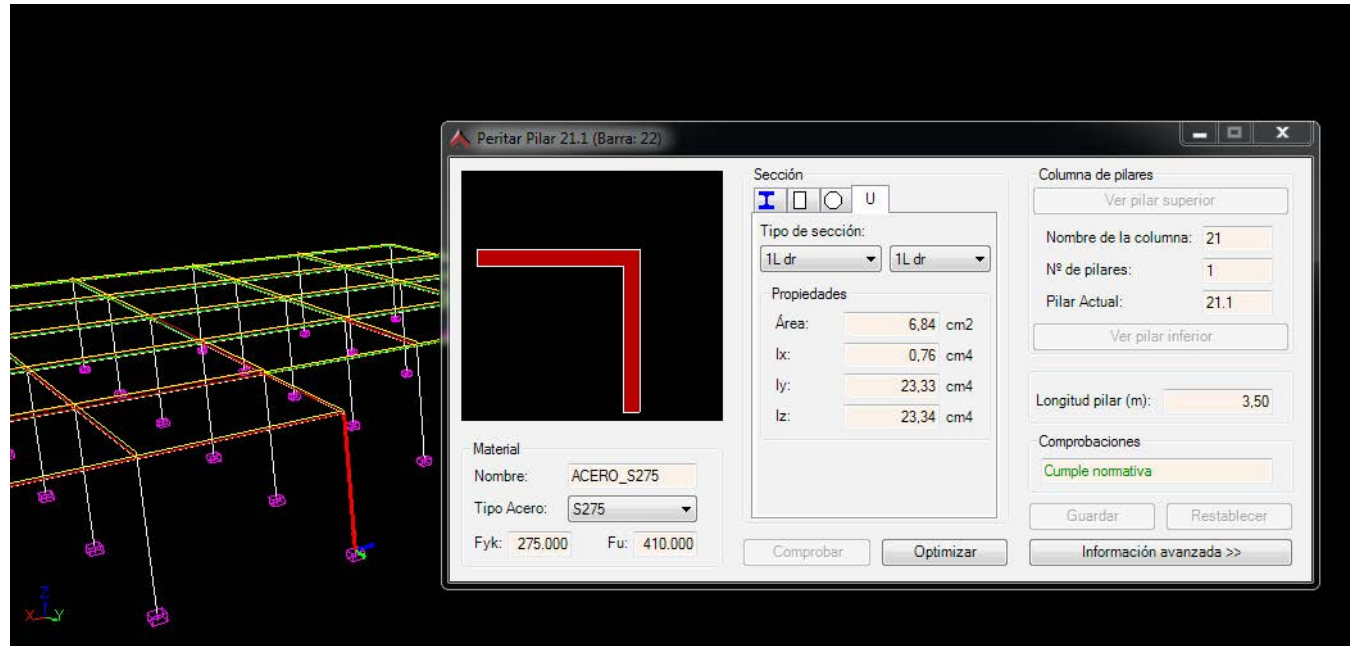 Peritar Pilar 21.1 (Barra: 22)
Sección
U
Tipo de sección:
1L dr 1L dr
Propiedades
Área: 6,84 cm2
Ix: 0,76 cm4
Iy: 23,33 cm4
Iz: 23,34 cm4
Material
Nombre: ACERO_S275
Tipo Acero: S275
Fyk: 275.000 Fu: 410.000
Comprobar Optimizar
Columna de pilares
Ver pilar superior
Nombre de la columna: 21
Nº de pilares: 1
Pilar Actual: 21.1
Ver pilar inferior
Longitud pilar (m): 3,50
Comprobaciones
Cumple normativa
Guardar Restablecer
Información avanzada >>
Z
X Y